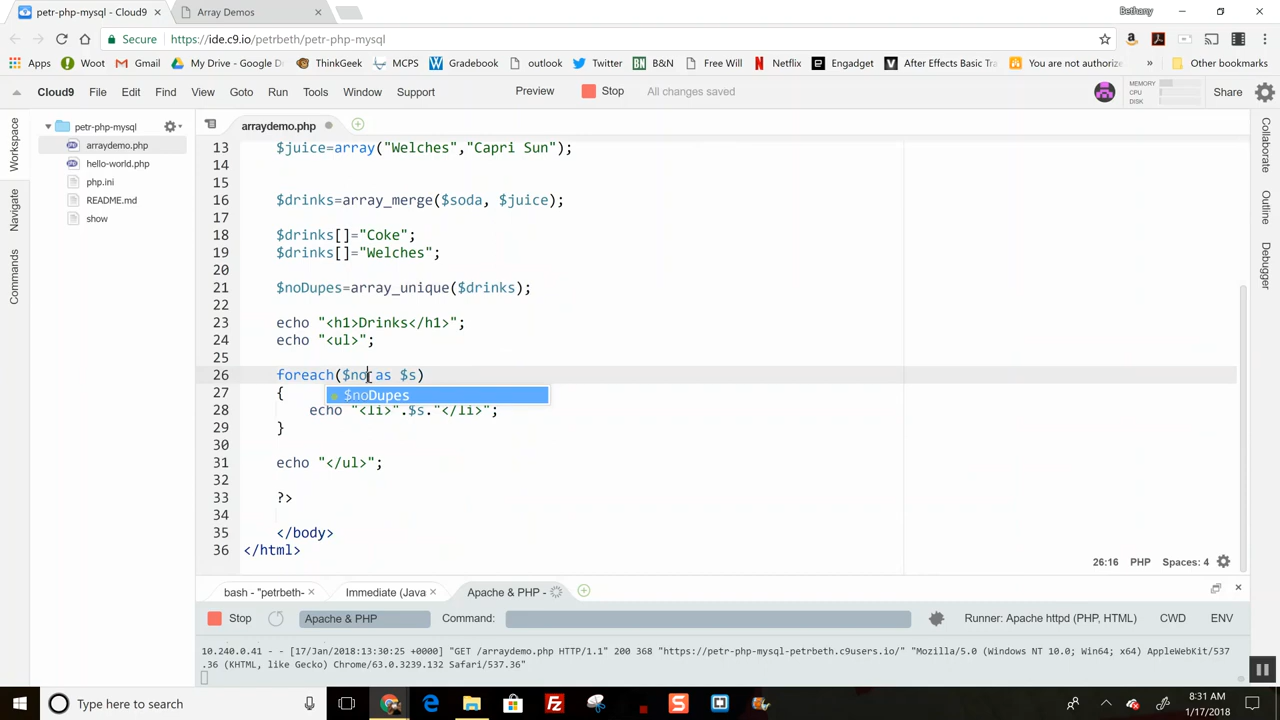 petr-php-mysql - Cloud9
Array Demos
Bethany
Secure
https://ide.c9.io/petrbeth/petr-php-mysql
Apps
Woot
Gmail
My Drive - Google D
ThinkGeek
MCPS
Gradebook
outlook
Twitter
B&N
Free Will
Netflix
Engadget
After Effects Basic Tra
You are not authorize
»
Other bookmarks
Cloud9
File
Edit
Find
View
Goto
Run
Tools
Window
Support
Preview
Stop
All changes saved
MEMORY
CPU
DISK
Share
Workspace
Navigate
Commands
petr-php-mysql
arraydemo.php
hello-world.php
php.ini
README.md
show
arraydemo.php
13 $juice=array("Welches","Capri Sun");
14
15
16 $drinks=array_merge($soda, $juice);
17
18 $drinks[]="Coke";
19 $drinks[]="Welches";
20
21 $noDupes=array_unique($drinks);
22
23 echo "<h1>Drinks</h1>";
24 echo "<ul>";
25
26 foreach($no as $s)
27 {
$noDupes
28 echo "<li>".$s."</li>";
29 }
30
31 echo "</ul>";
32
33 ?>
34
35 </body>
36 </html>
26:16 PHP Spaces: 4
Collaborate
Outline
Debugger
bash - "petrbeth-
Immediate (Java
Apache & PHP -
Stop
Apache & PHP
Command:
Runner: Apache httpd (PHP, HTML)
CWD
ENV
10.240.0.41 - - [17/Jan/2018:13:30:25 +0000] "GET /arraydemo.php HTTP/1.1" 200 368 "https://petr-php-mysql-petrbeth.c9users.io/" "Mozilla/5.0 (Windows NT 10.0; Win64; x64) AppleWebKit/537
.36 (KHTML, like Gecko) Chrome/63.0.3239.132 Safari/537.36"
Type here to search
8:31 AM
1/17/2018